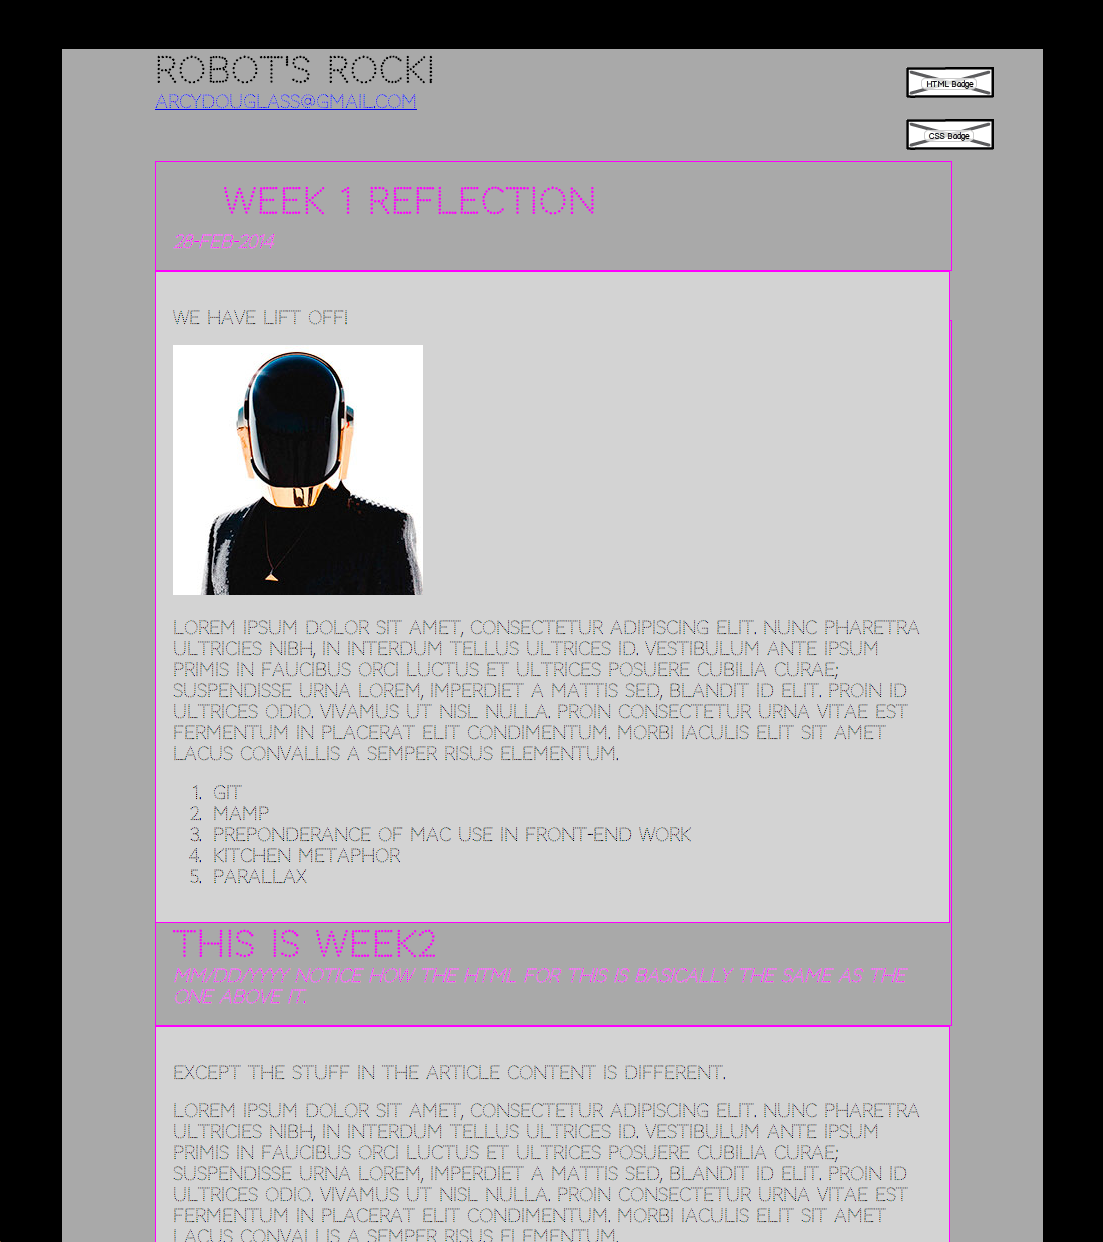 ROBOT'S ROCK!
ARCYDOUGLASS@GMAIL.COM
HTML Badge
CSS Badge
WEEK 1 REFLECTION
28-FEB-2014
WE HAVE LIFT OFF!
LOREM IPSUM DOLOR SIT AMET, CONSECTETUR ADIPISCING ELIT. NUNC PHARETRA
ULTRICIES NIBH, IN INTERDUM TELLUS ULTRICES ID. VESTIBULUM ANTE IPSUM
PRIMIS IN FAUCIBUS ORCI LUCTUS ET ULTRICES POSUERE CUBILIA CURAE;
SUSPENDISSE URNA LOREM, IMPERDIET A MATTIS SED, BLANDIT ID ELIT. PROIN ID
ULTRICES ODIO. VIVAMUS UT NISL NULLA. PROIN CONSECTETUR URNA VITAE EST
FERMENTUM IN PLACERAT ELIT CONDIMENTUM. MORBI IACULIS ELIT SIT AMET
LACUS CONVALLIS A SEMPER RISUS ELEMENTUM.
1. GIT
2. MAMP
3. PREPONDERANCE OF MAC USE IN FRONT-END WORK
4. KITCHEN METAPHOR
5. PARALLAX
THIS IS WEEK2
MM/DD/YYYY NOTICE HOW THE HTML FOR THIS IS BASICALLY THE SAME AS THE
ONE ABOVE IT.
EXCEPT THE STUFF IN THE ARTICLE CONTENT IS DIFFERENT.
LOREM IPSUM DOLOR SIT AMET, CONSECTETUR ADIPISCING ELIT. NUNC PHARETRA
ULTRICIES NIBH, IN INTERDUM TELLUS ULTRICES ID. VESTIBULUM ANTE IPSUM
PRIMIS IN FAUCIBUS ORCI LUCTUS ET ULTRICES POSUERE CUBILIA CURAE;
SUSPENDISSE URNA LOREM, IMPERDIET A MATTIS SED, BLANDIT ID ELIT. PROIN ID
ULTRICES ODIO. VIVAMUS UT NISL NULLA. PROIN CONSECTETUR URNA VITAE EST
FERMENTUM IN PLACERAT ELIT CONDIMENTUM. MORBI IACULIS ELIT SIT AMET
LACUS CONVALLIS A SEMPER RISUS ELEMENTUM.